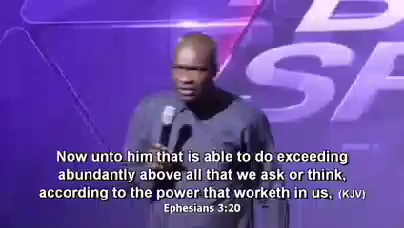 B
SP
Now unto him that is able to do exceeding
abundantly above all that we ask or think,
according to the power that worketh in us, (KJV)
Ephesians 3:20